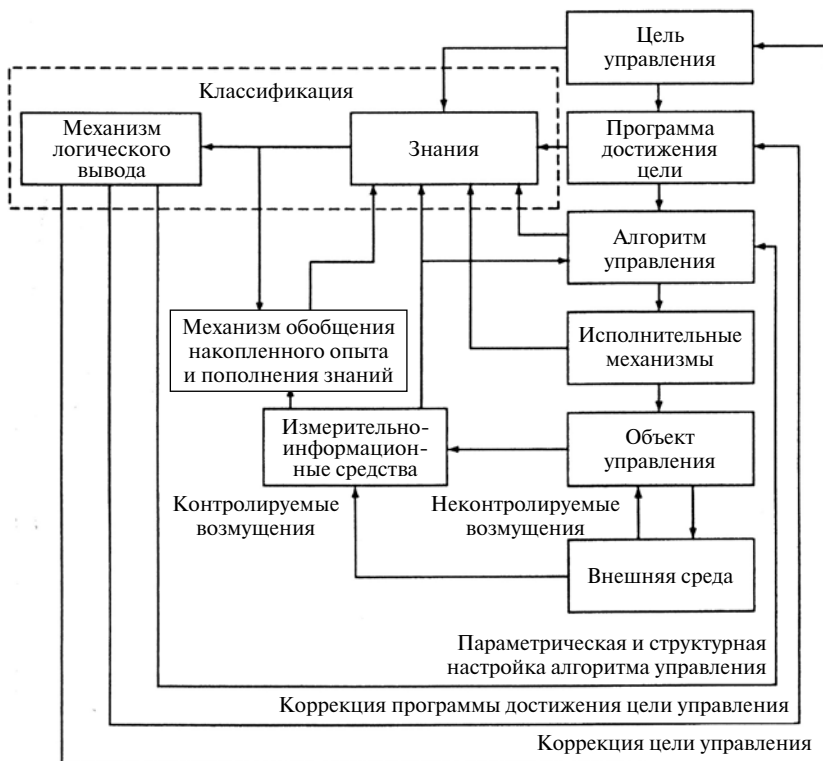 Цель
управления
Классификация
Механизм
логического
вывода
Знания
Программа
достижения
цели
Алгоритм
управления
Механизм обобщения
накопленного опыта
и пополнения знаний
Исполнительные
механизмы
Измерительно-
информацион-
ные средства
Объект
управления
Контролируемые
возмущения
Неконтролируемые
возмущения
Внешняя среда
Параметрическая и структурная
настройка алгоритма управления
Коррекция программы достижения цели управления
Коррекция цели управления